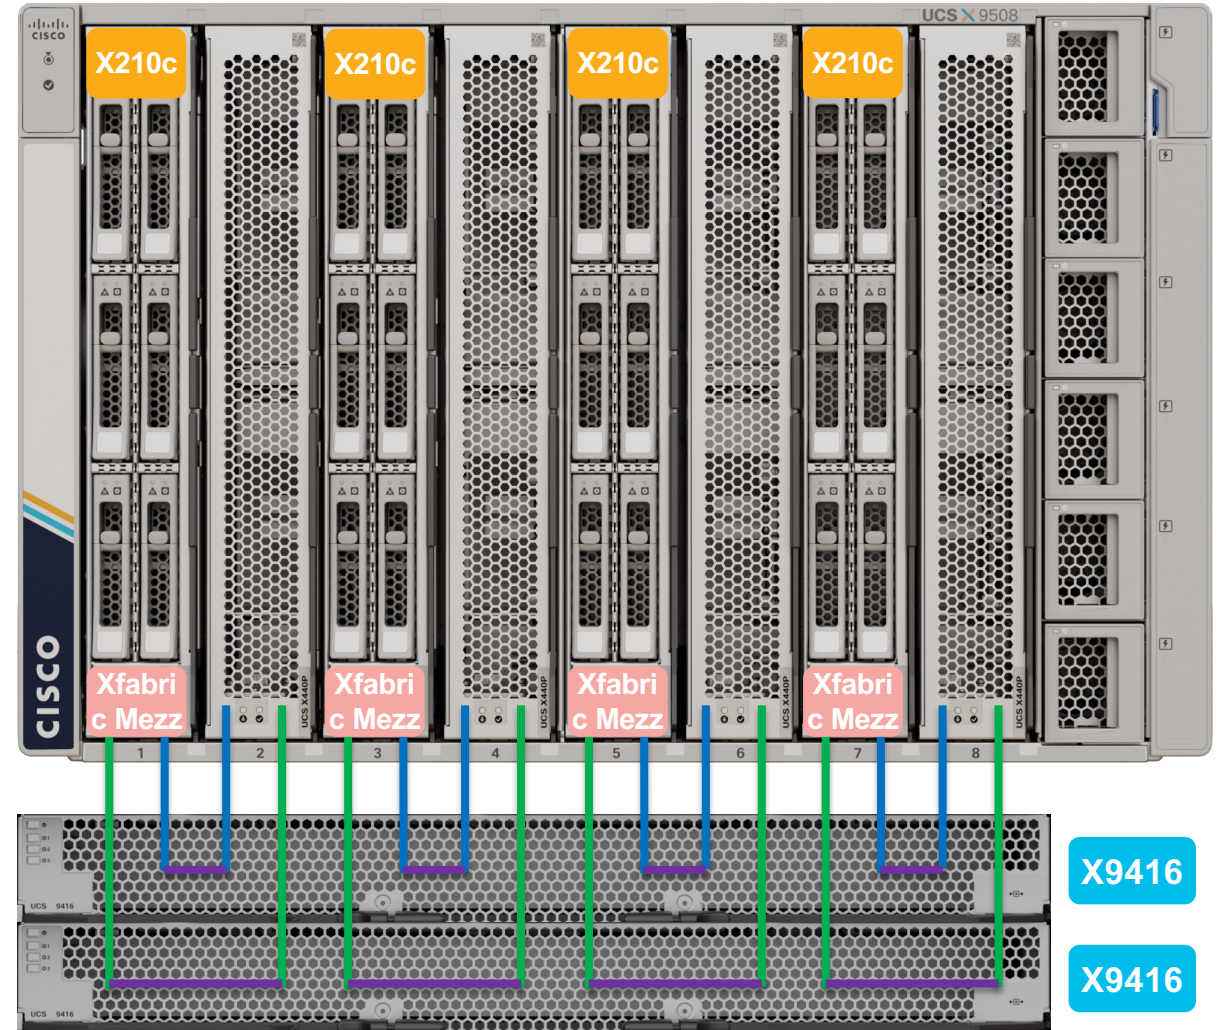 CISCO
UCS X 9508
X210c
X210c
X210c
X210c
CISCO
Xfabri
c Mezz
UCS X440P
Xfabri
c Mezz
UCS X440P
Xfabri
c Mezz
UCS X440P
Xfabri
c Mezz
UCS X440P
1
2
3
4
5
6
7
8
X9416
UCS 9416
X9416
UCS 9416